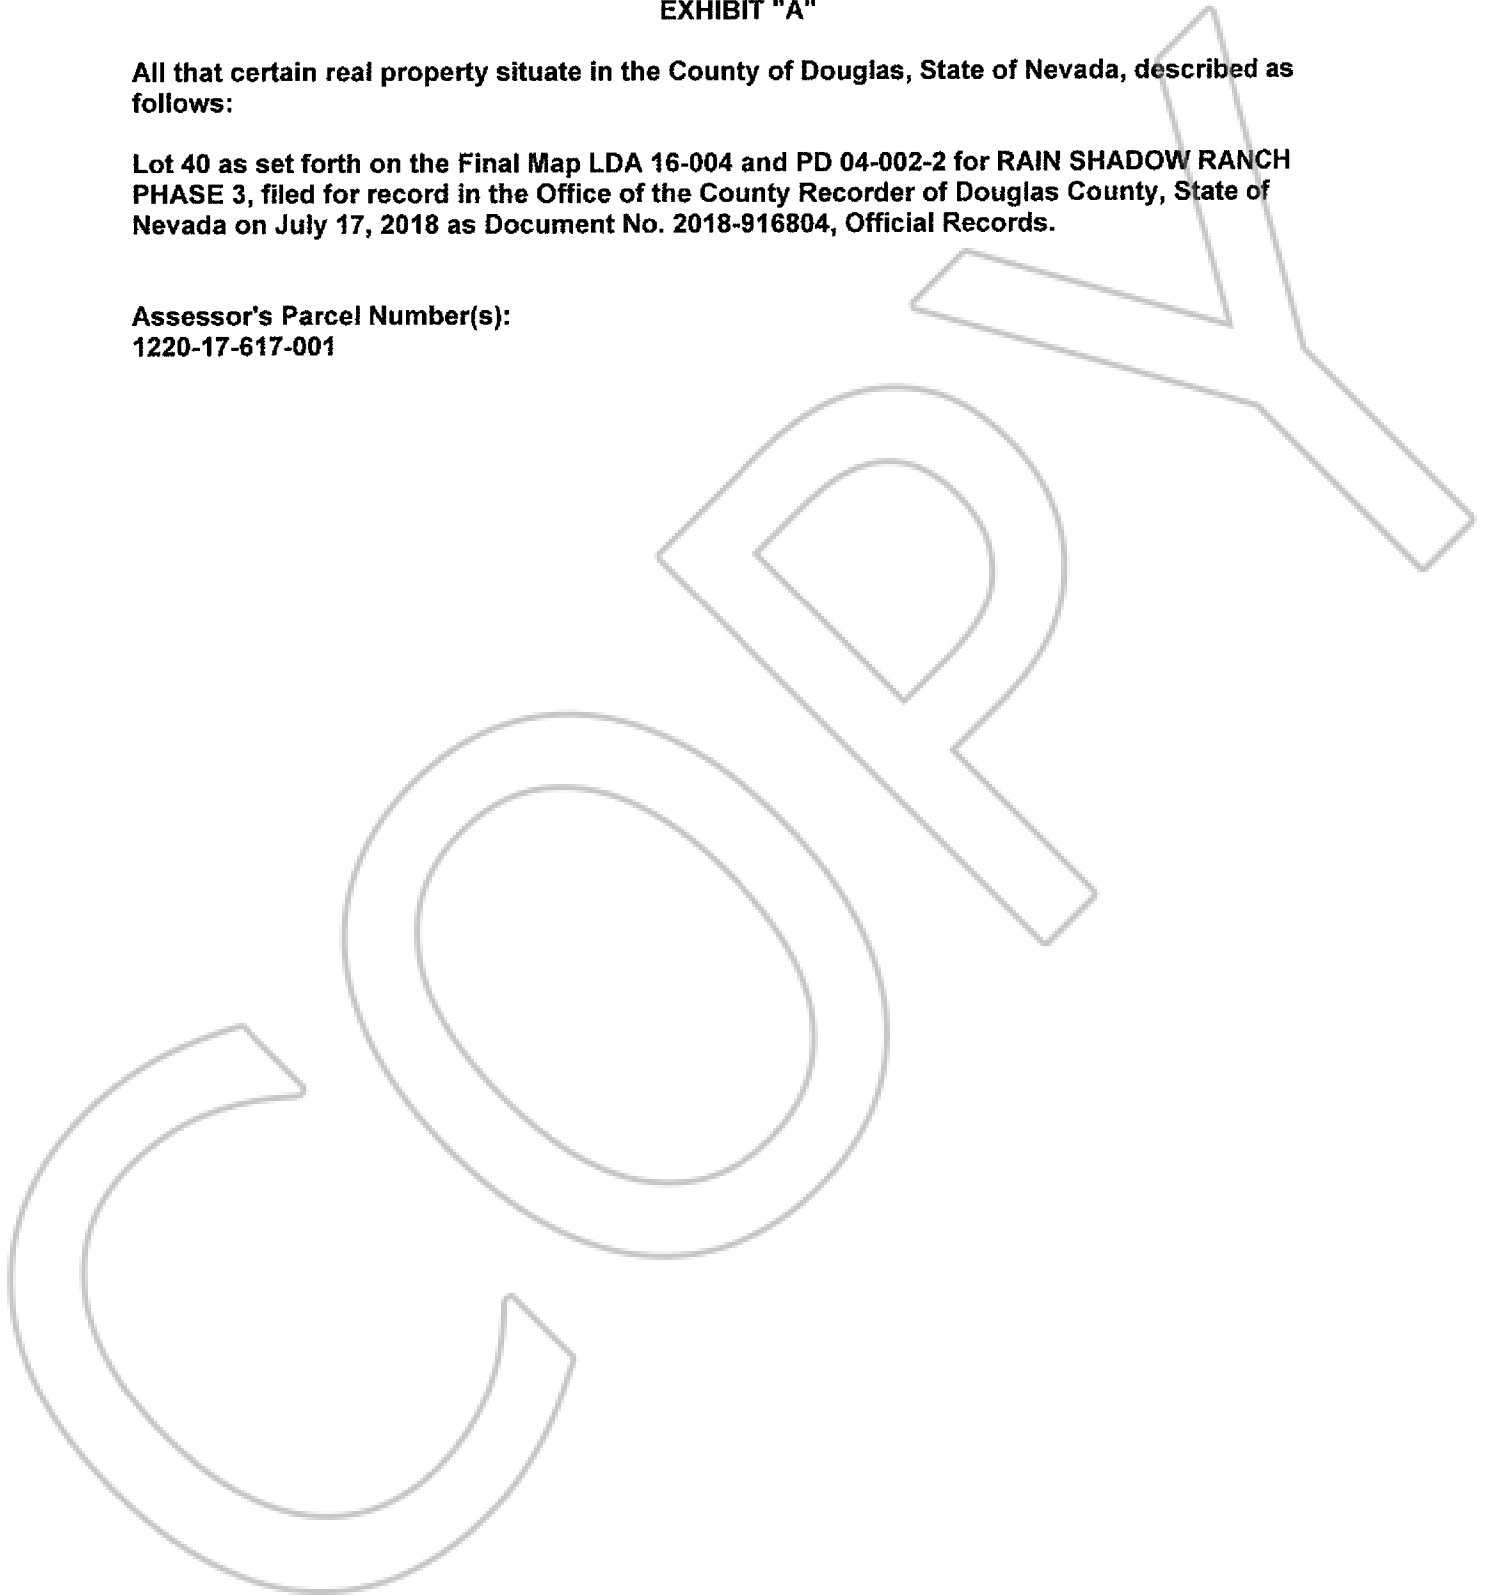 EXHIBIT "A"
All that certain real property situate in the County of Douglas, State of Nevada, described as
follows:
Lot 40 as set forth on the Final Map LDA 16-004 and PD 04-002-2 for RAIN SHADOW RANCH
PHASE 3, filed for record in the Office of the County Recorder of Douglas County, State of
Nevada on July 17, 2018 as Document No. 2018-916804, Official Records.
Assessor's Parcel Number(s):
1220-17-617-001
COPY